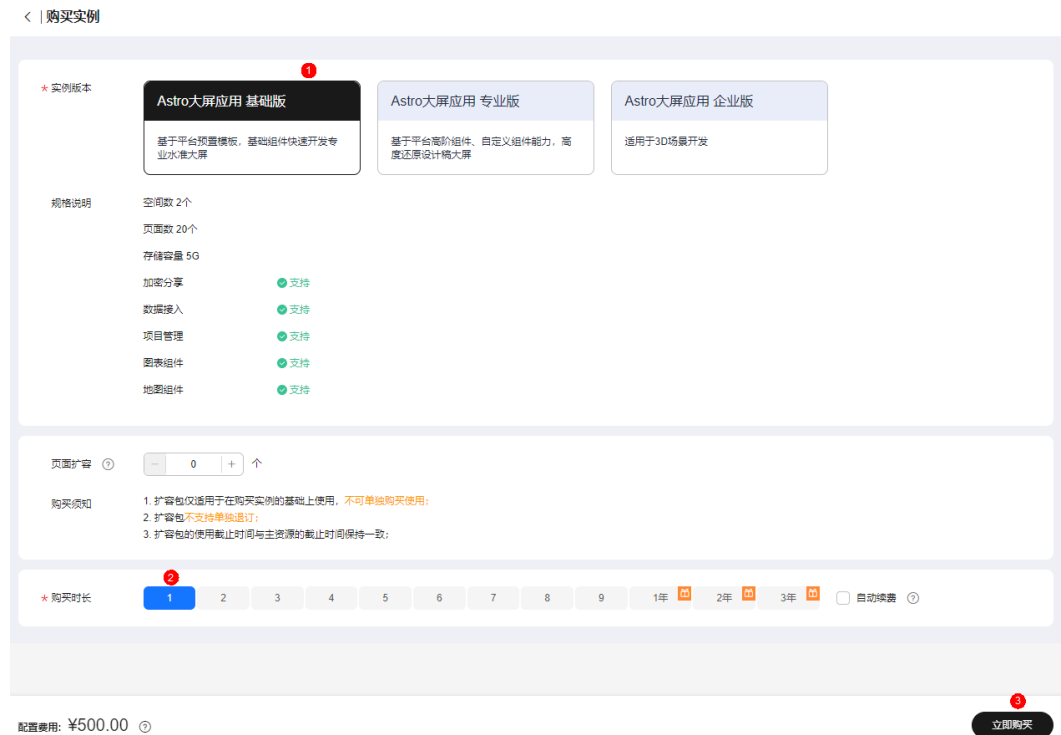 购买实例
1
* 实例版本
Astro大屏应用 基础版
基于平台预置模板，基础组件快速开发专
业水准大屏
Astro大屏应用 专业版
基于平台高阶组件、自定义组件能力，高
度还原设计稿大屏
Astro大屏应用 企业版
适用于3D场景开发
规格说明
空间数 2个
页面数 20个
存储容量 5G
加密分享 支持
数据接入 支持
项目管理 支持
图表组件 支持
地图组件 支持
页面扩容 ? - 0 + 个
购买须知
1. 扩容包仅适用于在购买实例的基础上使用，不可单独购买使用;
2. 扩容包不支持单独退订;
3. 扩容包的使用截止时间与主资源的截止时间保持一致;
2
* 购买时长 1 2 3 4 5 6 7 8 9 1年 2年 3年 自动续费 ?
3
配置费用: ¥500.00 ?
立即购买